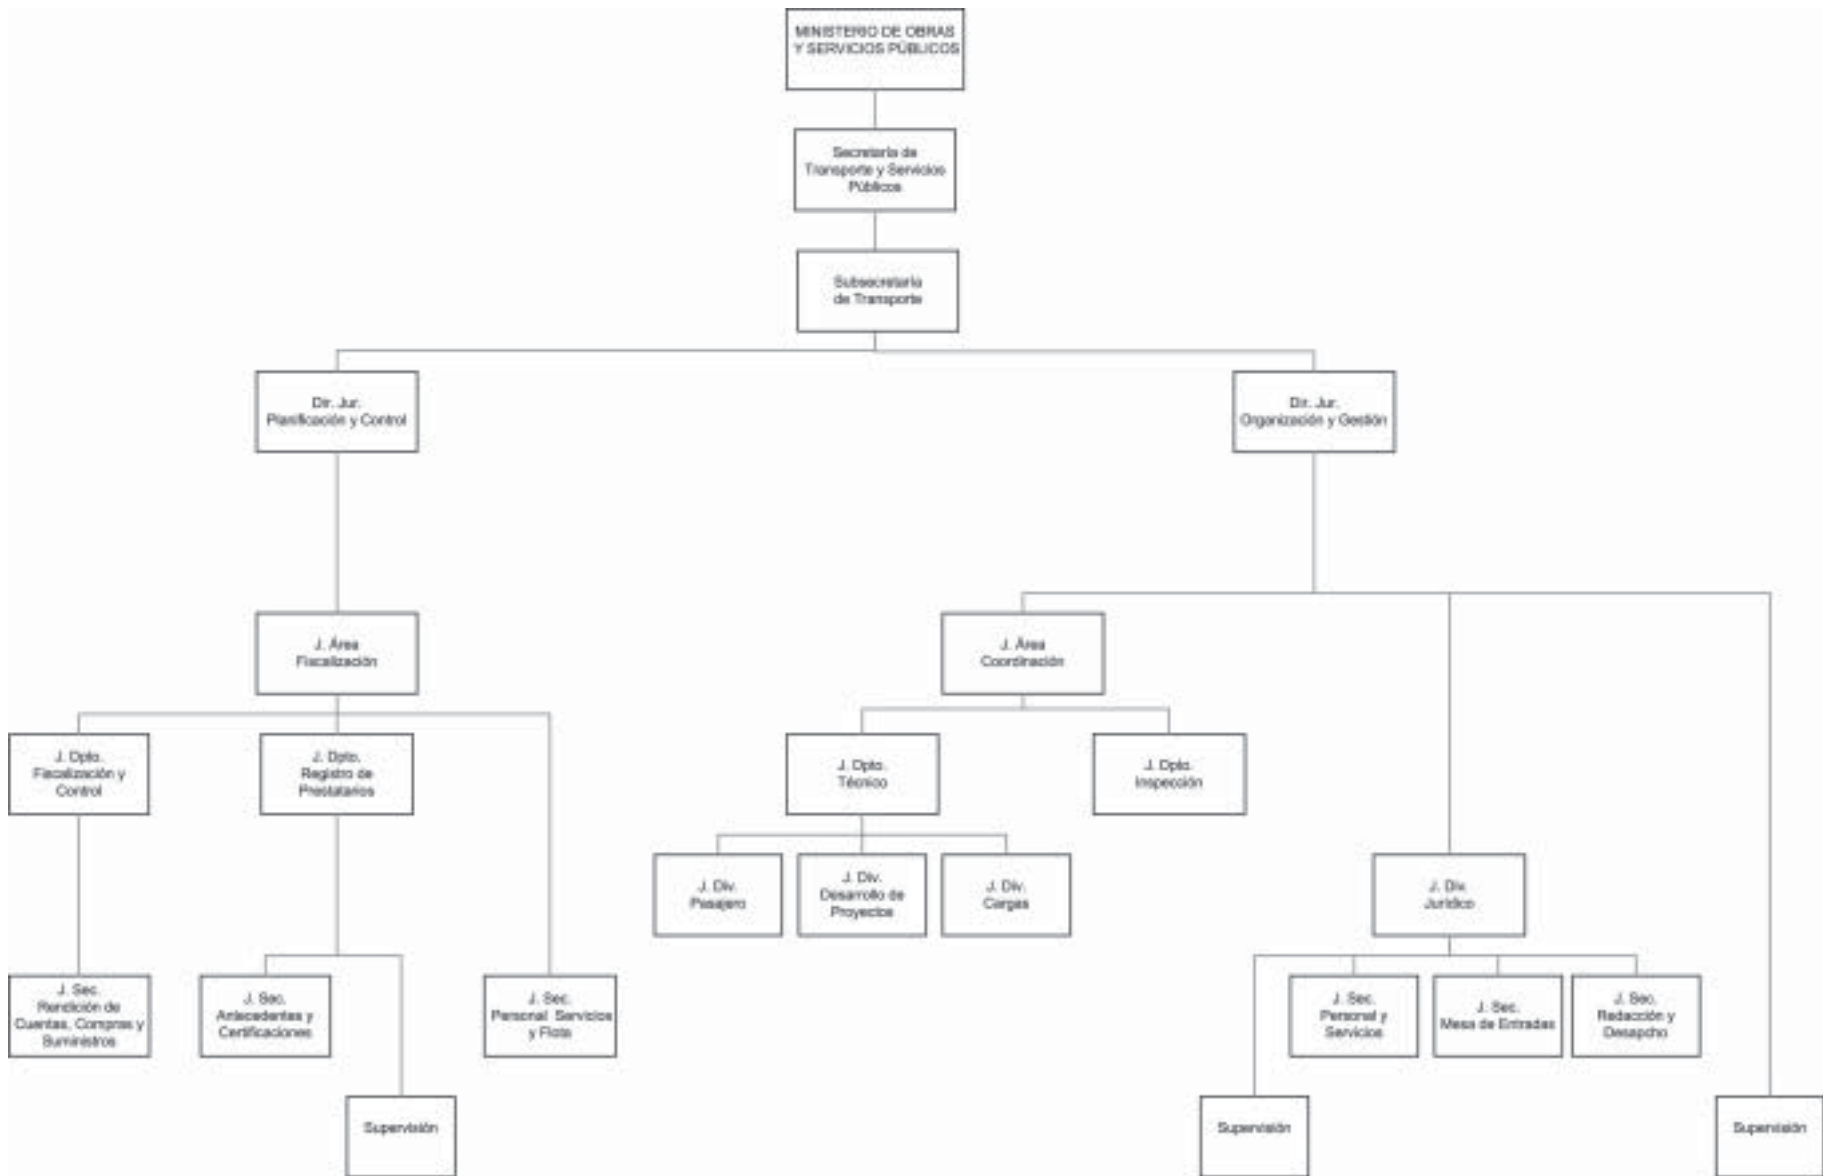 MINISTERIO DE OBRAS
Y SERVICIOS PÚBLICOS
Secretaría de
Transporte y Servicios
Públicos
Subsecretaría
de Transporte
Dir. Jur.
Planificación y Control
Dir. Jur.
Organización y Gestión
J. Área
Fiscalización
J. Área
Coordinación
J. Dpto.
Fiscalización y
Control
J. Dpto.
Registro de
Prestatarios
J. Dpto.
Técnico
J. Dpto.
Inspección
J. Div.
Pasajero
J. Div.
Desarrollo de
Proyectos
J. Div.
Cargas
J. Div.
Jurídico
J. Sec.
Rendición de
Cuentas, Compras y
Suministros
J. Sec.
Antecedentes y
Certificaciones
J. Sec.
Personal Servicios
y Flota
J. Sec.
Personal y
Servicios
J. Sec.
Mesa de Entradas
J. Sec.
Redacción y
Desapcho
Supervisión
Supervisión
Supervisión